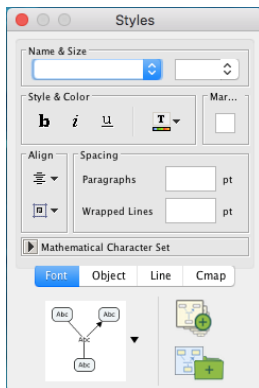 Styles
Name & Size
Style & Color
Mar...
b i u T
Align
Spacing
Paragraphs pt
Wrapped Lines pt
Mathematical Character Set
Font Object Line Cmap
Abc Abc
Abc
Abc